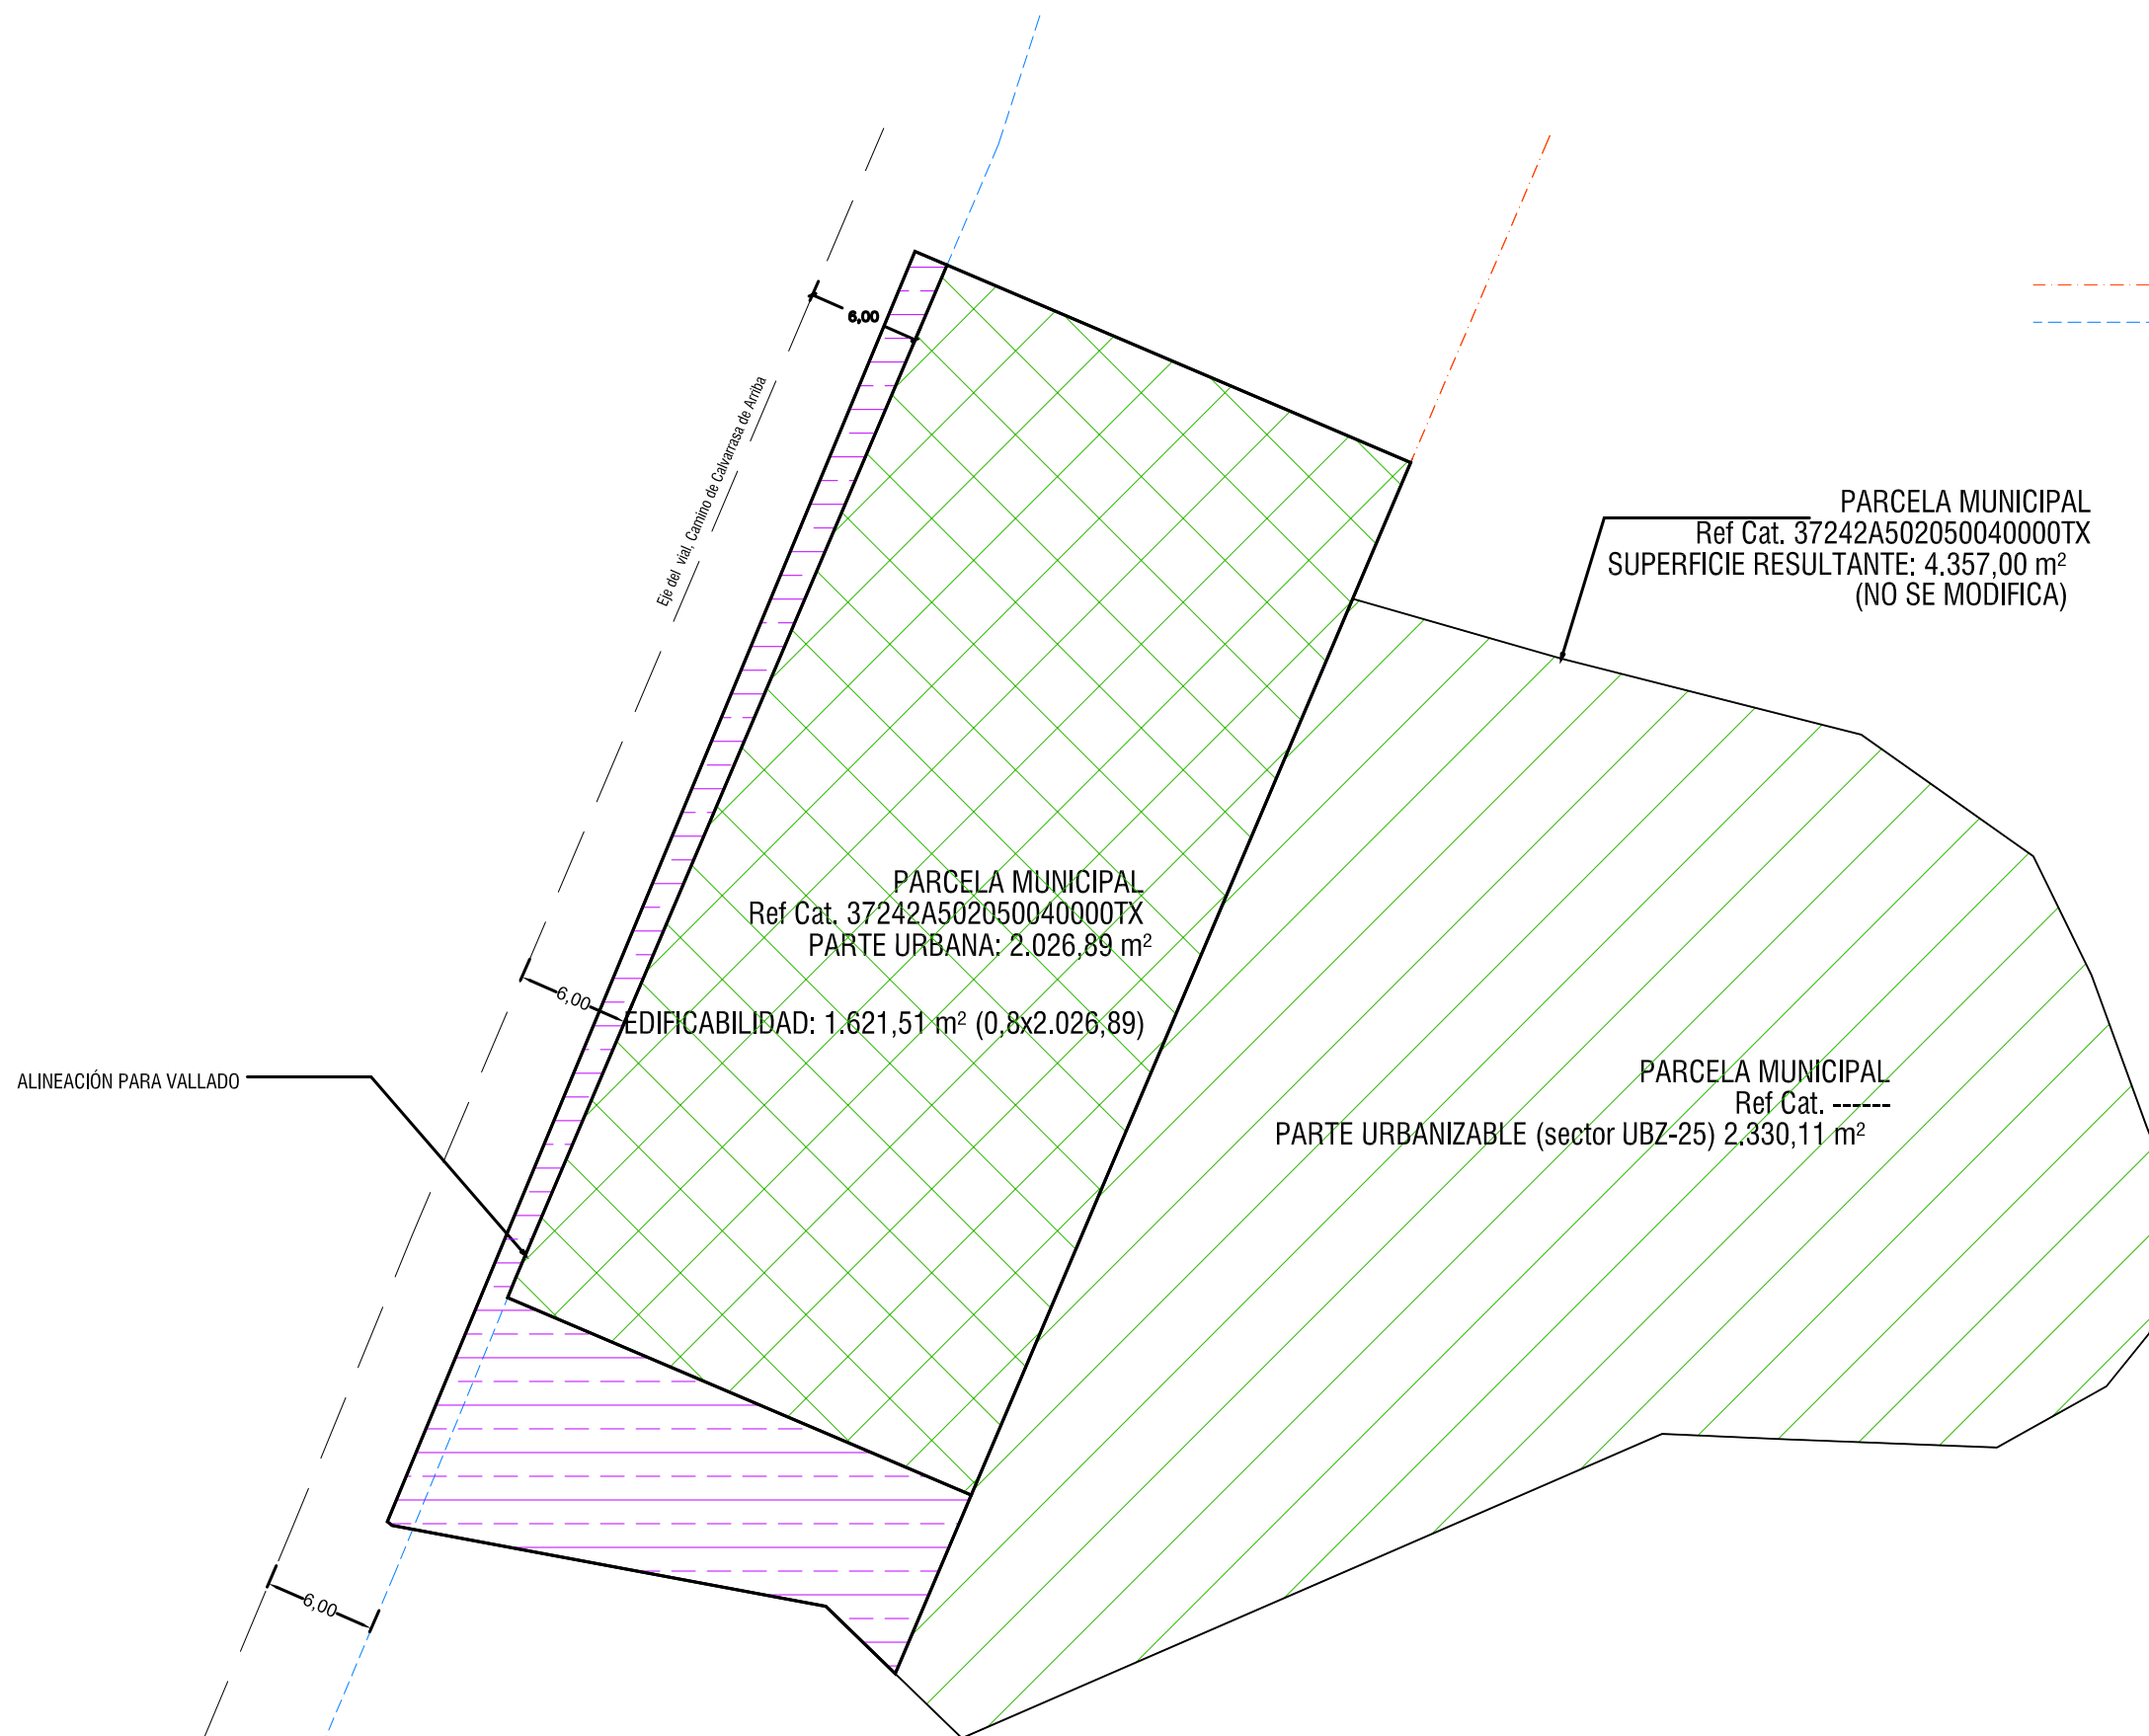 6,00
Eje del vial, Camino de Calvarrasa de Arriba
PARCELA MUNICIPAL
Ref Cat. 37242A502050040000TX
SUPERFICIE RESULTANTE: 4.357,00 m²
(NO SE MODIFICA)
PARCELA MUNICIPAL
Ref Cat. 37242A502050040000TX
PARTE URBANA: 2.026,89 m²
6,00
EDIFICABILIDAD: 1.621,51 m² (0,8x2.026,89)
ALINEACIÓN PARA VALLADO
PARCELA MUNICIPAL
Ref Cat. ------
PARTE URBANIZABLE (sector UBZ-25) 2.330,11 m²
6,00